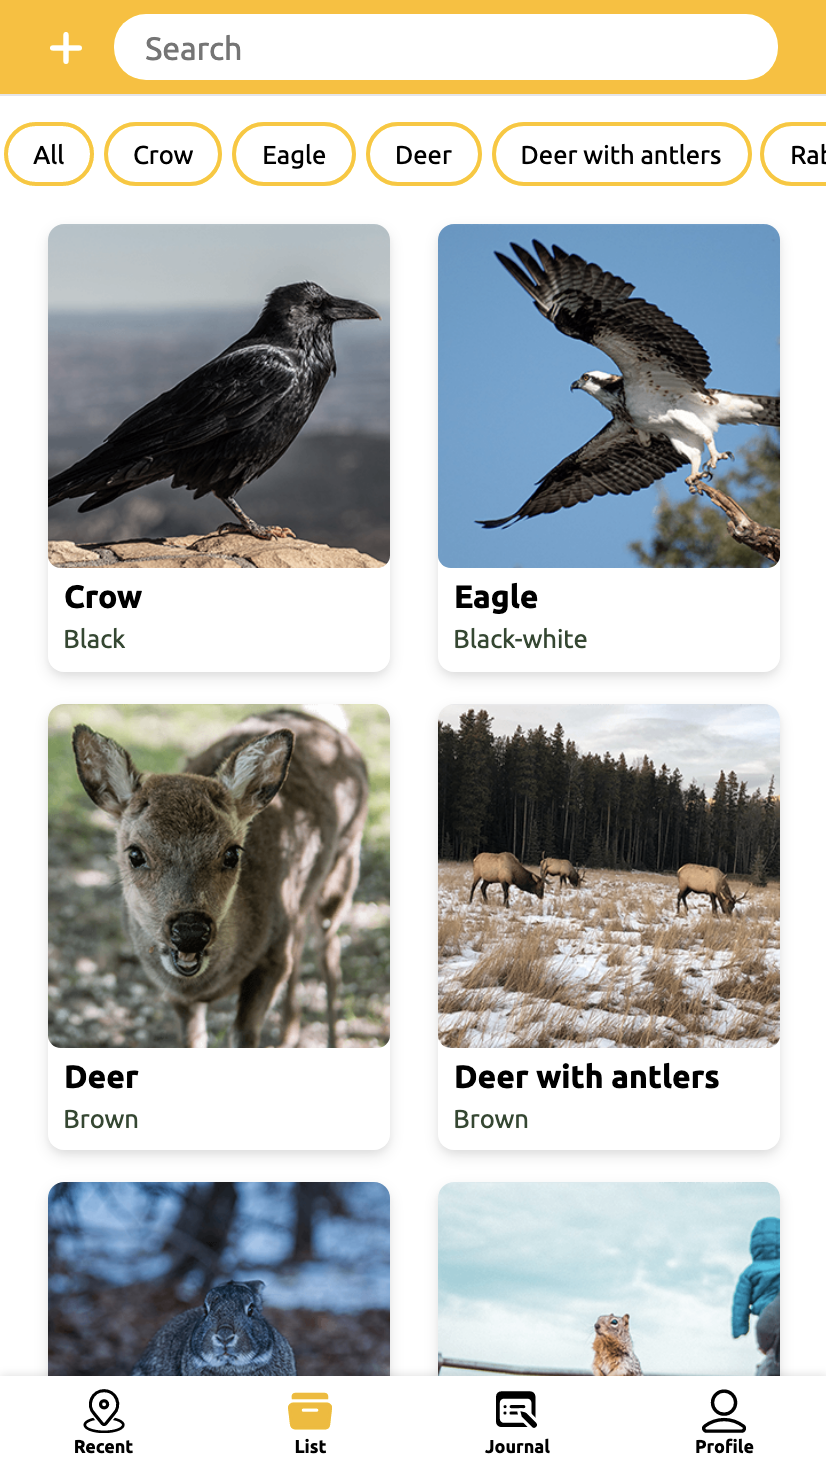 Search
All
Crow
Eagle
Deer
Deer with antlers
Crow
Black
Eagle
Black-white
Deer
Brown
Deer with antlers
Brown
Recent
List
Journal
Profile